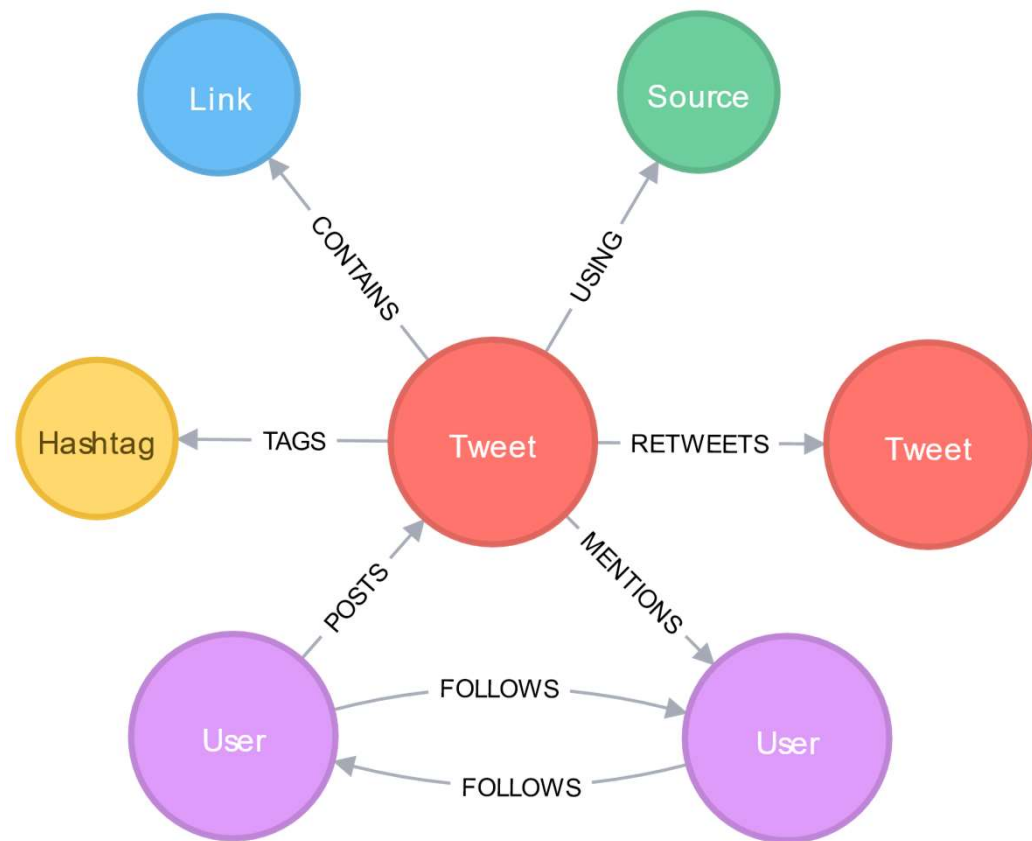 Link
Source
CONTAINS
USING
Hashtag
TAGS
Tweet
RETWEETS
Tweet
POSTS
MENTIONS
User
FOLLOWS
User
FOLLOWS